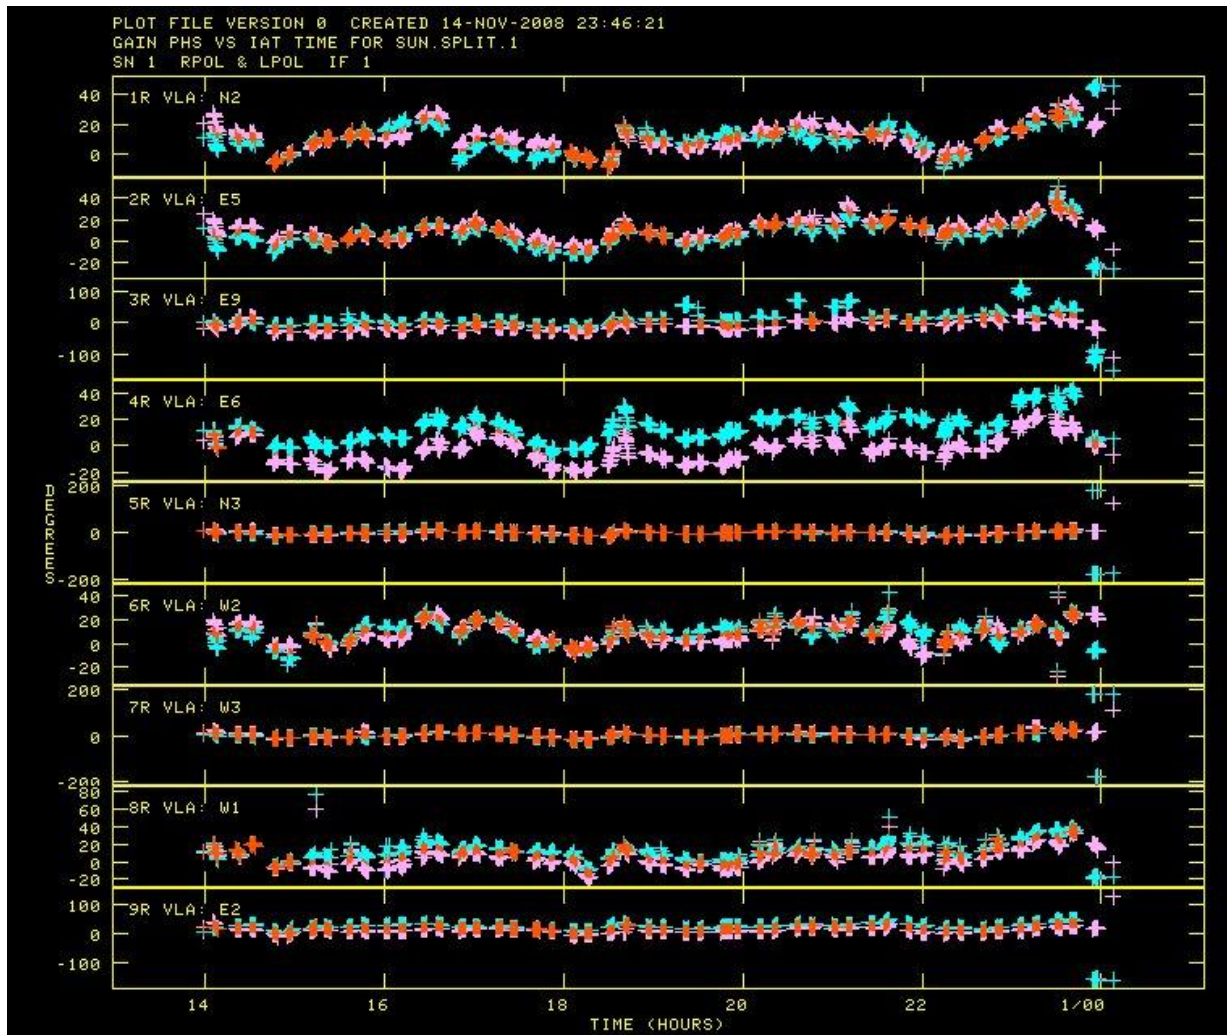 PLOT FILE VERSION 0 CREATED 14-NOV-2008 23:46:21
GAIN PHS VS IAT TIME FOR SUN.SPLIT.1
SN 1 RPOL & LPOL IF 1
40
20
0
1R VLA: N2
40
20
0
-20
2R VLA: E5
100
0
-100
3R VLA: E9
40
20
0
-20
4R VLA: E6
DEGREES
200
0
-200
5R VLA: N3
40
20
0
-20
6R VLA: W2
200
0
-200
7R VLA: W3
80
60
40
20
0
-20
8R VLA: W1
100
0
-100
9R VLA: E2
14 16 18 20 22 1/00
TIME (HOURS)